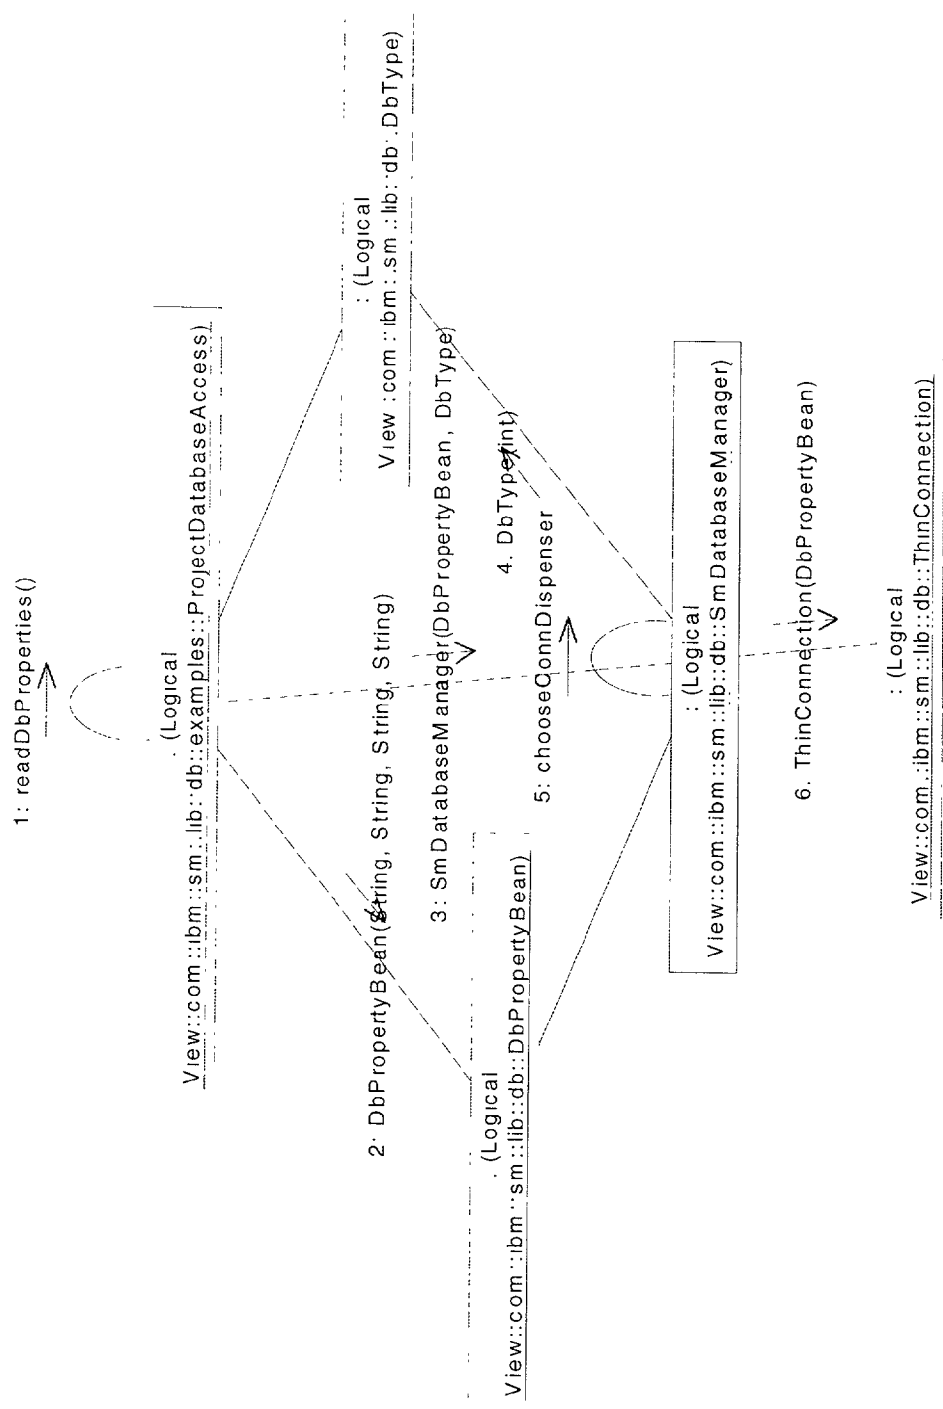 1: readDbProperties()
. (Logical
View::com::ibm::sm::lib::db::examples::ProjectDatabaseAccess)
: (Logical
View :com::ibm::sm::lib::db::DbType)
2: DbPropertyBean(String, String, String, String)
3: SmDatabaseManager(DbPropertyBean, DbType)
4. DbType(int)
5: chooseConnDispenser
. (Logical
View::com::ibm::sm::lib::db::DbPropertyBean)
: (Logical
View::com::ibm::sm::lib::db::SmDatabaseManager)
6. ThinConnection(DbPropertyBean)
: (Logical
View::com::ibm::sm::lib::db::ThinConnection)